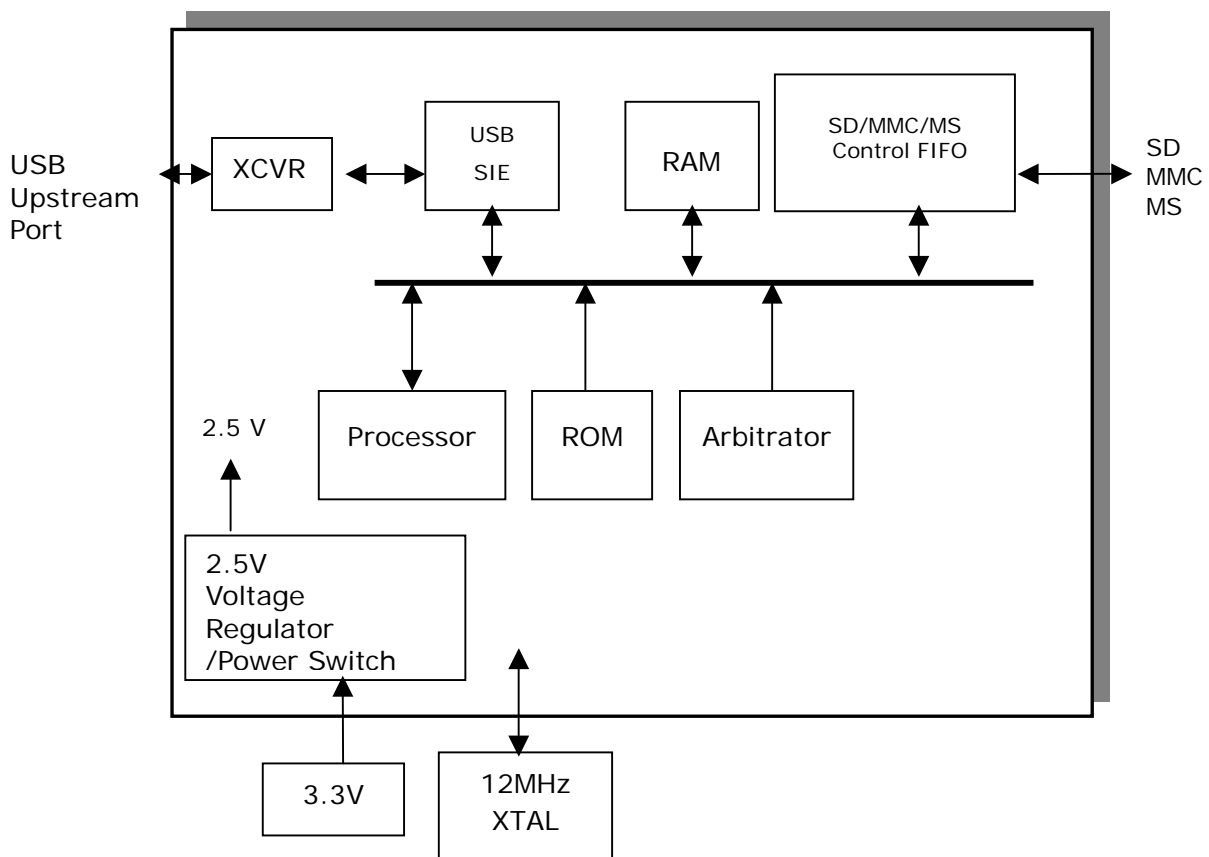 USB
Upstream
Port
XCVR
USB
SIE
RAM
SD/MMC/MS
Control FIFO
SD
MMC
MS
Processor
ROM
Arbitrator
2.5 V
2.5V
Voltage
Regulator
/Power Switch
3.3V
12MHz
XTAL